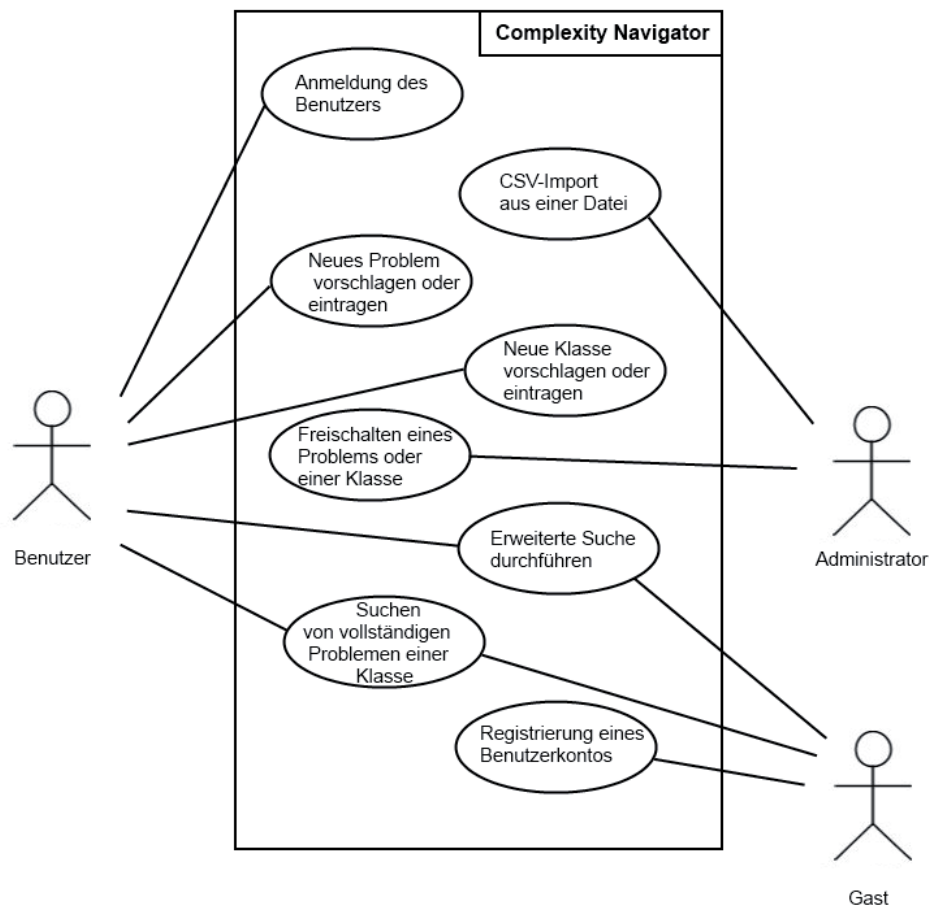 Complexity Navigator
Anmeldung des
Benutzers
CSV-Import
aus einer Datei
Neues Problem
vorschlagen oder
eintragen
Neue Klasse
vorschlagen oder
eintragen
Freischalten eines
Problems oder
einer Klasse
Erweiterte Suche
durchführen
Benutzer
Administrator
Suchen
von vollständigen
Problemen einer
Klasse
Registrierung eines
Benutzerkontos
Gast